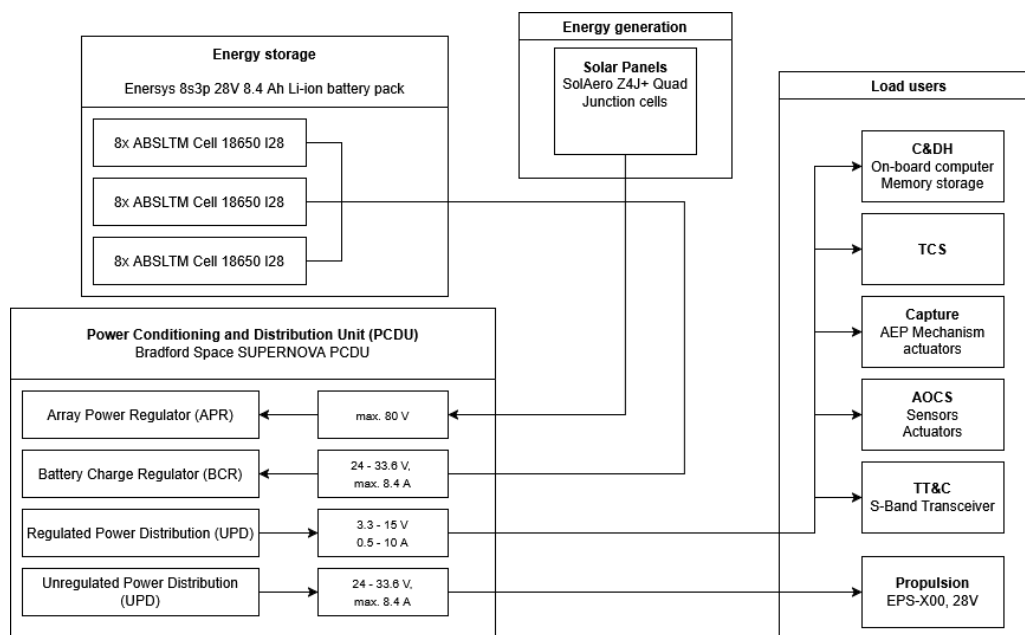 Energy storage
Enersys 8s3p 28V 8.4 Ah Li-ion battery pack
8x ABSLTM Cell 18650 I28
8x ABSLTM Cell 18650 I28
8x ABSLTM Cell 18650 I28
Energy generation
Solar Panels
SolAero Z4J+ Quad
Junction cells
Power Conditioning and Distribution Unit (PCDU)
Bradford Space SUPERNOVA PCDU
Array Power Regulator (APR)
max. 80 V
Battery Charge Regulator (BCR)
24 - 33.6 V,
max. 8.4 A
Regulated Power Distribution (UPD)
3.3 - 15 V
0.5 - 10 A
Unregulated Power Distribution
(UPD)
24 - 33.6 V,
max. 8.4 A
Load users
C&DH
On-board computer
Memory storage
TCS
Capture
AEP Mechanism
actuators
AOCS
Sensors
Actuators
TT&C
S-Band Transceiver
Propulsion
EPS-X00, 28V